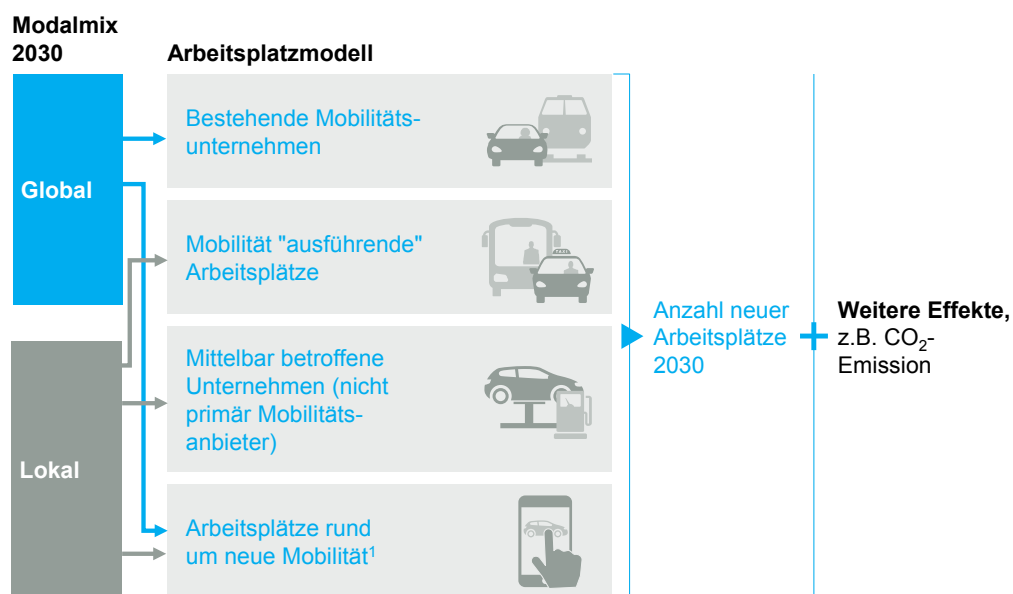 Modalmix
2030
Arbeitsplatzmodell
Global
Lokal
Bestehende Mobilitäts-
unternehmen
Mobilität "ausführende"
Arbeitsplätze
TAXI
Mittelbar betroffene
Unternehmen (nicht
primär Mobilitäts-
anbieter)
Arbeitsplätze rund
um neue Mobilität¹
Anzahl neuer
Arbeitsplätze
2030
Weitere Effekte,
z.B. CO₂-
Emission